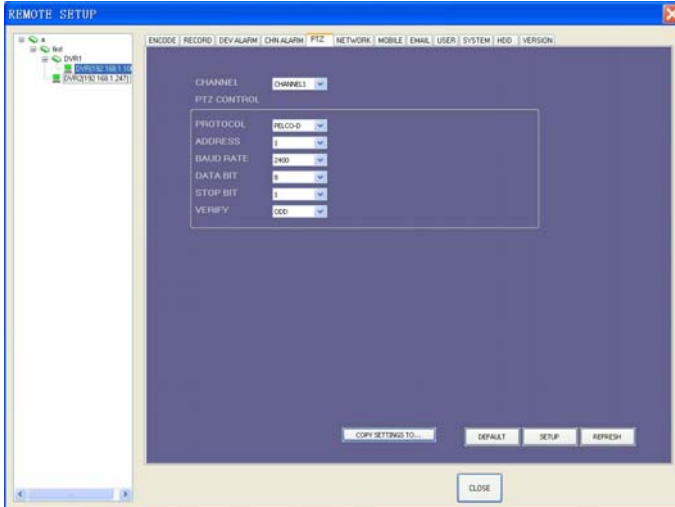 REMOTE SETUP
a
DVR1
DVR2(192.168.1.247)
ENCODE RECORD DEV ALARM CHN ALARM PTZ NETWORK MOBILE EMAIL USER SYSTEM HDD VERSION
CHANNEL CHANNEL1
PTZ CONTROL
PROTOCOL PELCO-D
ADDRESS 1
BAUD RATE 2400
DATA BIT 8
STOP BIT 1
VERIFY ODD
COPY SETTINGS TO... DEFAULT SETUP REFRESH
CLOSE